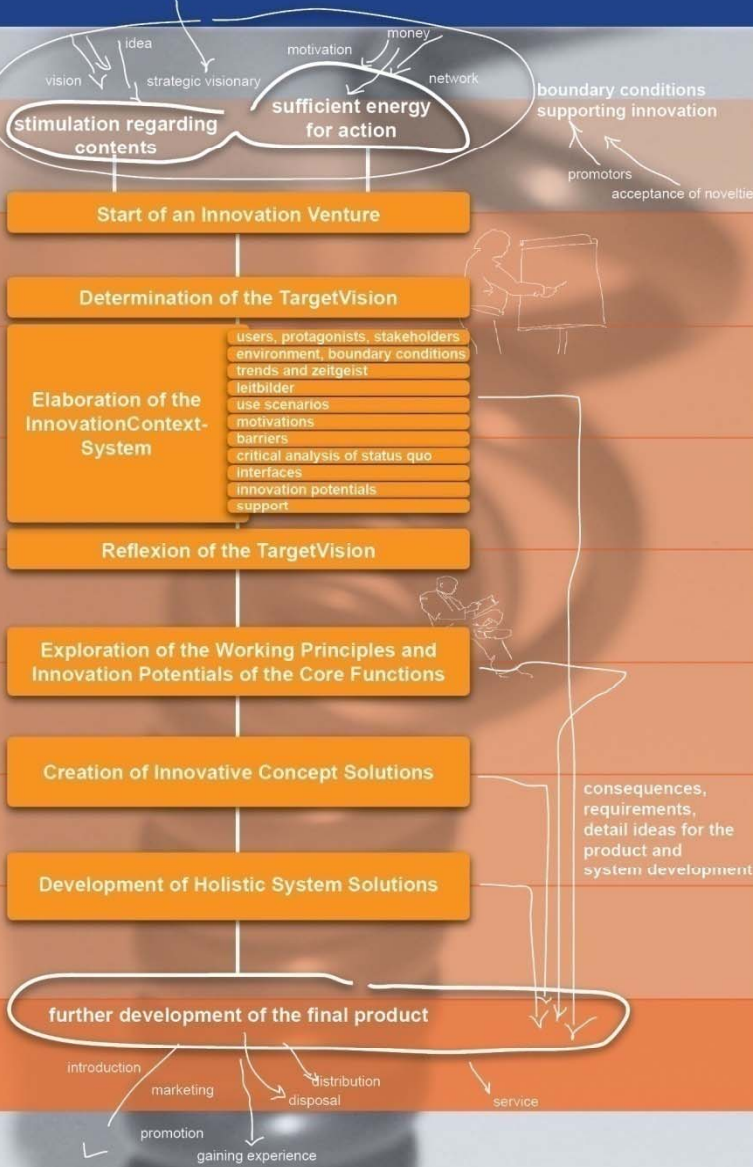 idea
money
motivation
vision
strategic visionary
network
boundary conditions
supporting innovation
sufficient energy
for action
stimulation regarding
contents
promotors
acceptance of noveltie
Start of an Innovation Venture
Determination of the TargetVision
Elaboration of the
InnovationContext-
System
users, protagonists, stakeholders
environment, boundary conditions
trends and zeitgeist
leitbilder
use scenarios
motivations
barriers
critical analysis of status quo
interfaces
innovation potentials
support
Reflexion of the TargetVision
Exploration of the Working Principles and
Innovation Potentials of the Core Functions
Creation of Innovative Concept Solutions
consequences,
requirements,
detail ideas for the
product and
system development
Development of Holistic System Solutions
further development of the final product
introduction
marketing
distribution
disposal
service
promotion
gaining experience